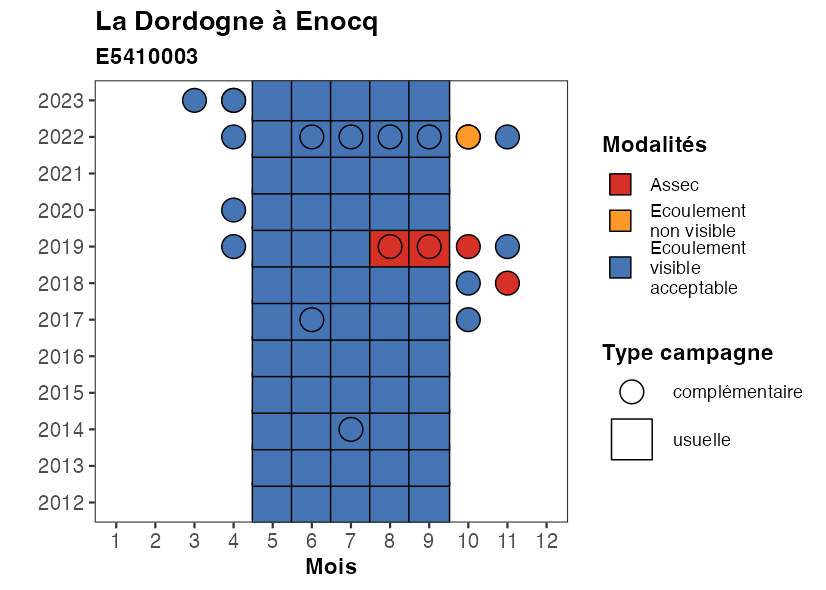 La Dordogne à Enocq
E5410003
2023
2022
2021
2020
2019
2018
2017
2016
2015
2014
2013
2012
1 2 3 4 5 6 7 8 9 10 11 12
Mois
Modalités
Assec
Ecoulement
non visible
Ecoulement
visible
acceptable
Type campagne
complémentaire
usuelle